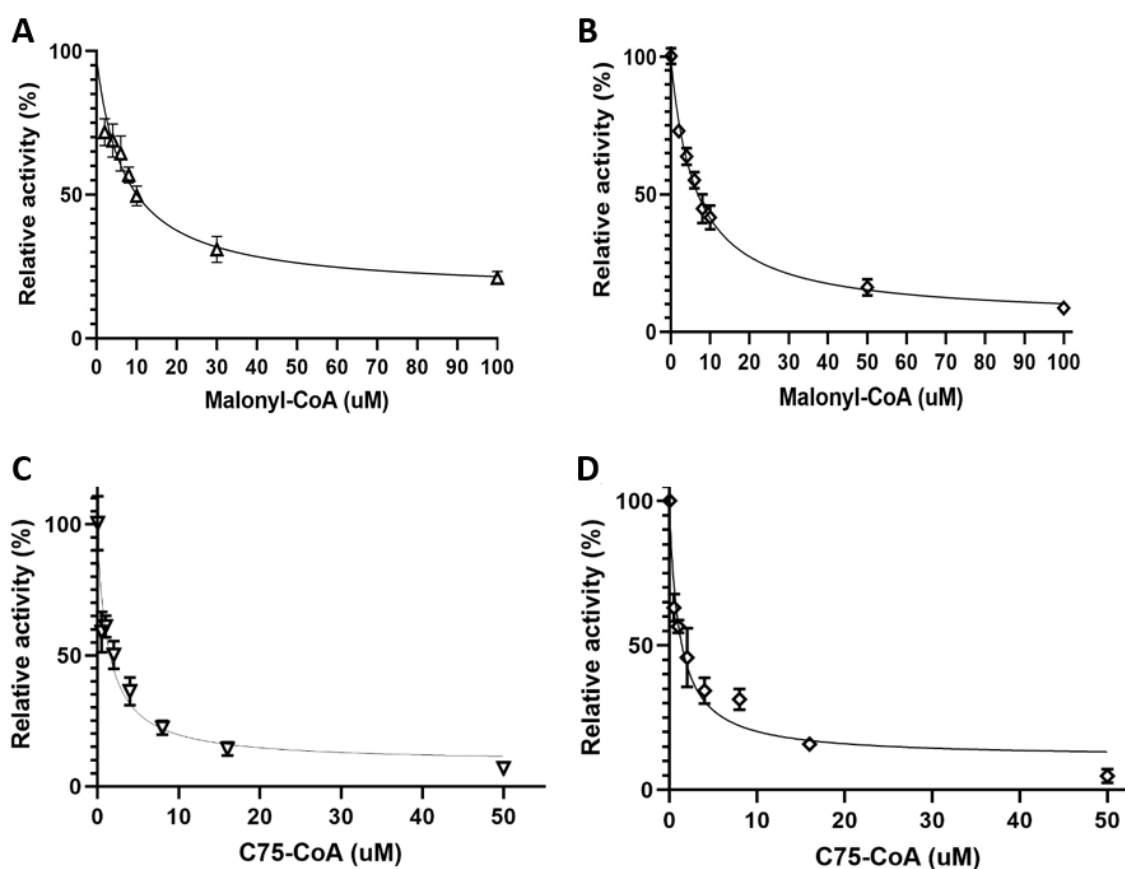 A
Relative activity (%)
100
50
0
0 10 20 30 40 50 60 70 80 90 100
Malonyl-CoA (uM)
B
Relative activity (%)
100
50
0
0 10 20 30 40 50 60 70 80 90 100
Malonyl-CoA (uM)
C
Relative activity (%)
100
50
0
0 10 20 30 40 50
C75-CoA (uM)
D
Relative activity (%)
100
50
0
0 10 20 30 40 50
C75-CoA (uM)